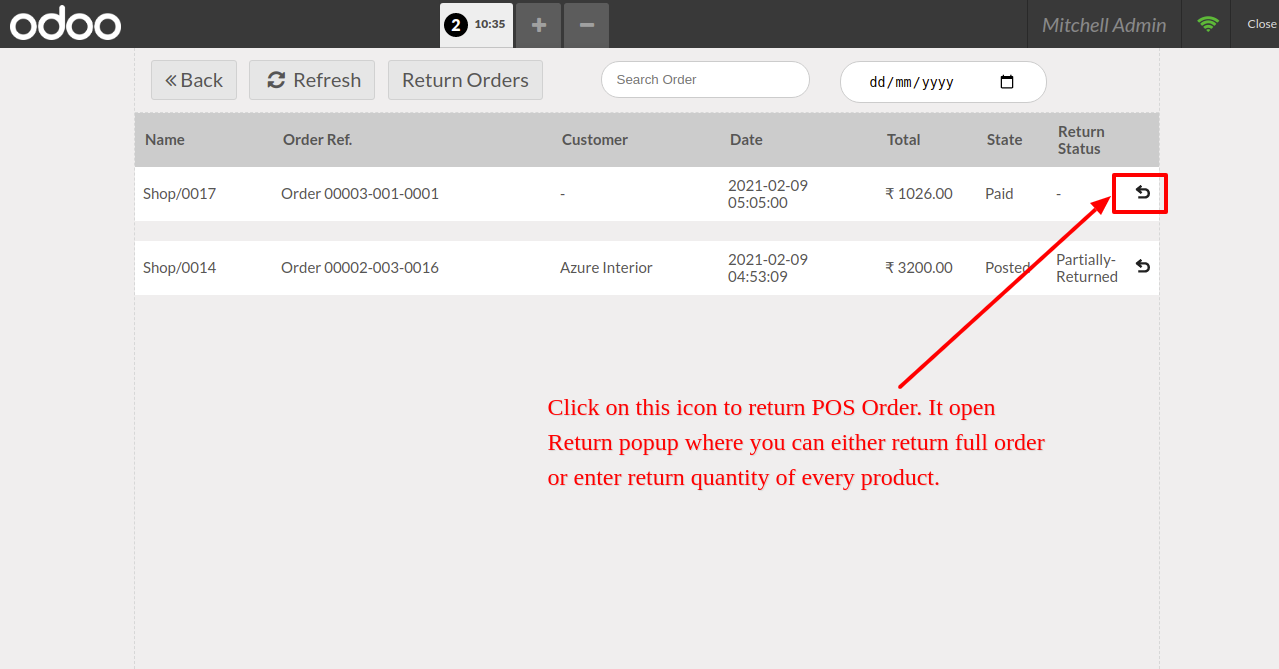 odoo
2 10:35
Mitchell Admin
Close
Back
Refresh
Return Orders
Search Order
dd/mm/yyyy
Name
Order Ref.
Customer
Date
Total
State
Return
Status
Shop/0017
Order 00003-001-0001
-
2021-02-09
05:05:00
₹ 1026.00
Paid
-
Shop/0014
Order 00002-003-0016
Azure Interior
2021-02-09
04:53:09
₹ 3200.00
Posted
Partially-
Returned
Click on this icon to return POS Order. It open
Return popup where you can either return full order
or enter return quantity of every product.